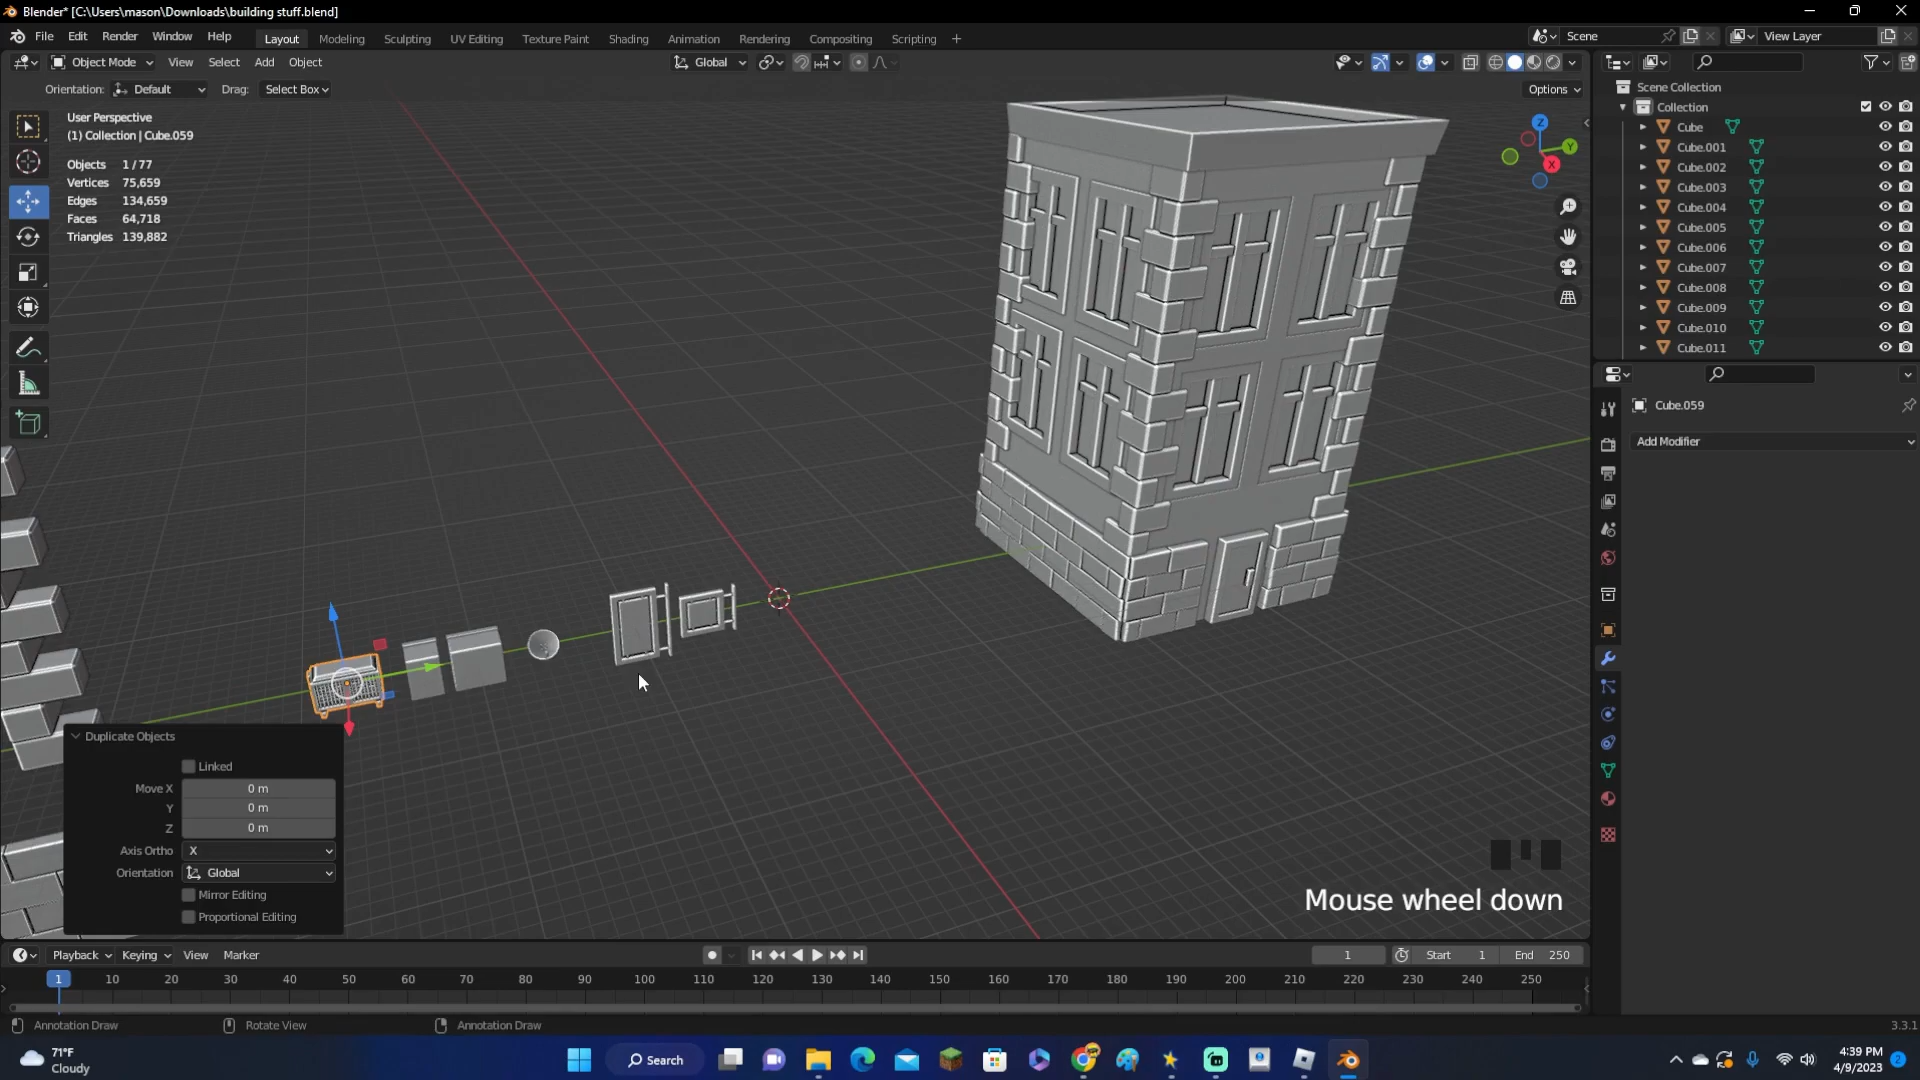 Blender* [C:\Users\mason\Downloads\building stuff.blend]
File Edit Render Window Help
Layout Modeling Sculpting UV Editing Texture Paint Shading Animation Rendering Compositing Scripting +
Scene
View Layer
Object Mode View Select Add Object
Global
Orientation: Default Drag: Select Box
Options
User Perspective
(1) Collection | Cube.059
Objects 1/77
Vertices 75,659
Edges 134,659
Faces 64,718
Triangles 139,882
Z
Y
X
Scene Collection
Collection
Cube
Cube.001
Cube.002
Cube.003
Cube.004
Cube.005
Cube.006
Cube.007
Cube.008
Cube.009
Cube.010
Cube.011
Cube.059
Add Modifier
Duplicate Objects
Linked
Move X 0 m
Y 0 m
Z 0 m
Axis Ortho X
Orientation Global
Mirror Editing
Proportional Editing
Mouse wheel down
Playback Keying View Marker
1
Start 1
End 250
1 10 20 30 40 50 60 70 80 90 100 110 120 130 140 150 160 170 180 190 200 210 220 230 240 250
Annotation Draw
Rotate View
Annotation Draw
3.3.1
71°F
Cloudy
Search
4:39 PM
4/9/2023
2